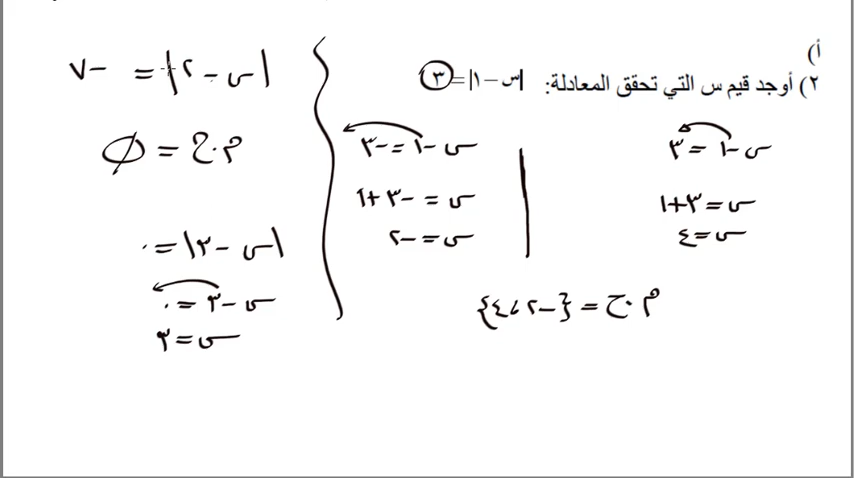 أ)
٢) أوجد قيم س التي تحقق المعادلة: |س−١|=٣
س−١=٣
س=٣+١
س=٤
س−١=−٣
س=−٣+١
س=−٢
م.ح={−٢،٤}
|س−٢|=−٧
م.ح=∅
|س−٣|=٠
س−٣=٠
س=٣